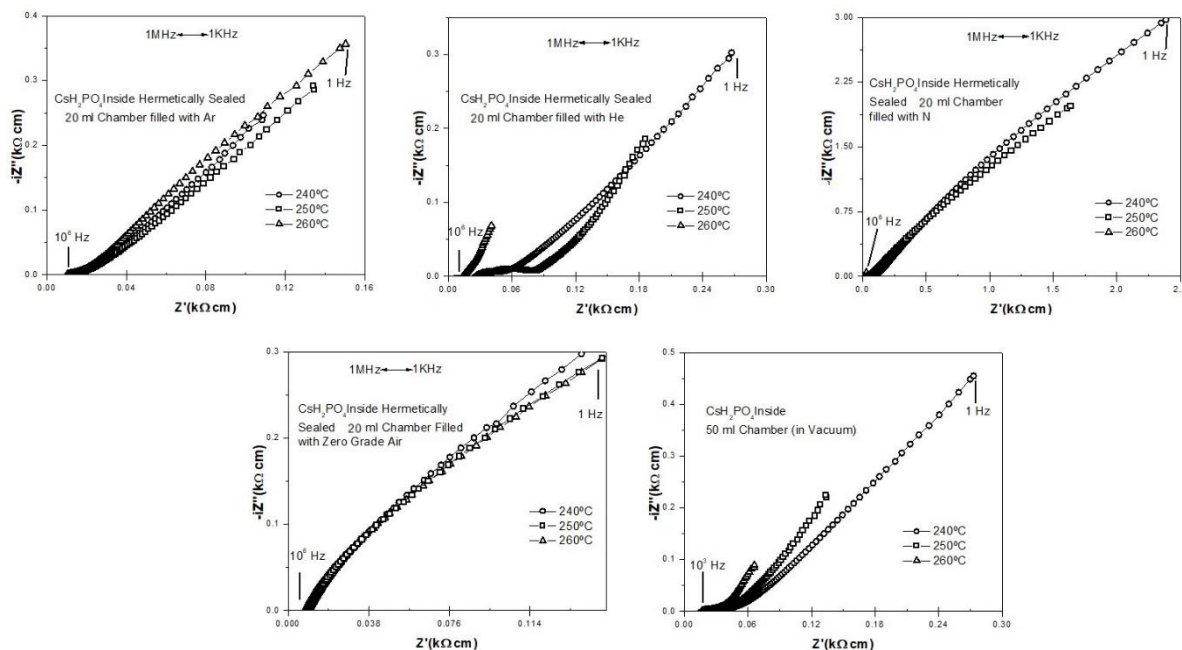 0.4
0.3
0.2
0.1
0.0
0.00
0.04
0.08
0.12
0.16
-iZ"(kΩ cm)
Z'(kΩ cm)
1MHz 1KHz
1 Hz
CsH₂PO₄Inside Hermetically Sealed
20 ml Chamber filled with Ar
10⁶ Hz
240ºC
250ºC
260ºC
0.3
0.2
0.1
0.0
0.00
0.06
0.12
0.18
0.24
0.30
-iZ"(kΩ cm)
Z'(kΩ cm)
1MHz 1KHz
1 Hz
CsH₂PO₄Inside Hermetically Sealed
20 ml Chamber filled with He
10⁶ Hz
240ºC
250ºC
260ºC
3.00
2.25
1.50
0.75
0.00
0.0
0.5
1.0
1.5
2.0
2.5
-iZ"(kΩ cm)
Z'(kΩ cm)
1MHz 1KHz
1 Hz
CsH₂PO₄Inside Hermetically
Sealed 20 ml Chamber
filled with N
10⁶ Hz
240ºC
250ºC
260ºC
0.3
0.2
0.1
0.0
0.000
0.038
0.076
0.114
-iZ"(kΩ cm)
Z'(kΩ cm)
1MHz 1KHz
1 Hz
CsH₂PO₄Inside Hermetically
Sealed 20 ml Chamber Filled
with Zero Grade Air
10⁶ Hz
240ºC
250ºC
260ºC
0.5
0.4
0.3
0.2
0.1
0.0
0.00
0.06
0.12
0.18
0.24
0.30
-iZ"(kΩ cm)
Z'(kΩ cm)
1 Hz
CsH₂PO₄Inside
50 ml Chamber (in Vacuum)
10³ Hz
240ºC
250ºC
260ºC